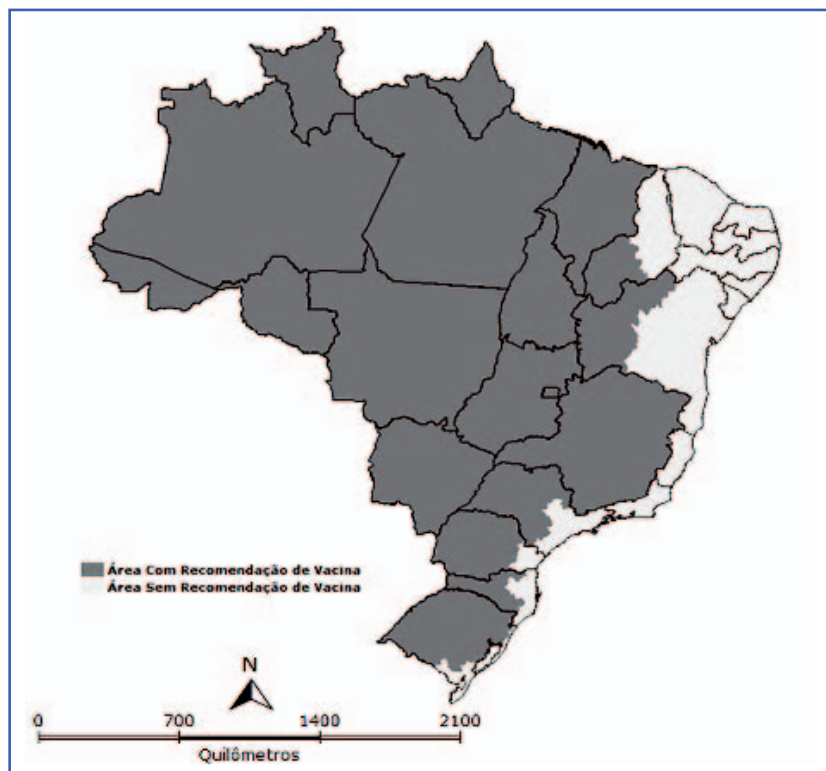 Área Com Recomendação de Vacina
Área Sem Recomendação de Vacina
N
0 700 1400 2100
Quilômetros